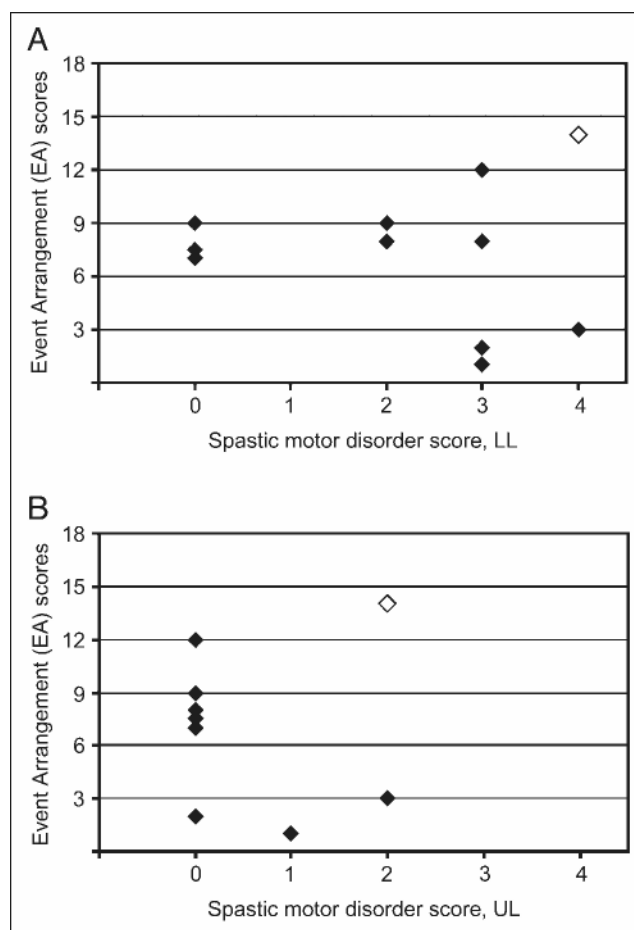 A
18
15
12
9
6
3
Event Arrangement (EA) scores
0 1 2 3 4
Spastic motor disorder score, LL
B
18
15
12
9
6
3
Event Arrangement (EA) scores
0 1 2 3 4
Spastic motor disorder score, UL